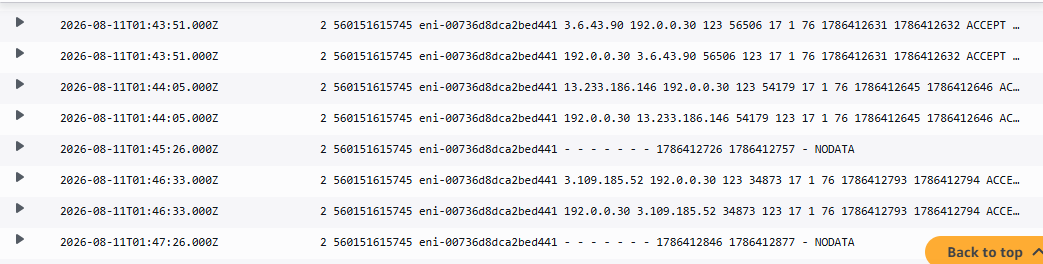 2026-08-11T01:43:51.000Z 2 560151615745 eni-00736d8dca2bed441 3.6.43.90 192.0.0.30 123 56506 17 1 76 1786412631 1786412632 ACCEPT …
2026-08-11T01:43:51.000Z 2 560151615745 eni-00736d8dca2bed441 192.0.0.30 3.6.43.90 56506 123 17 1 76 1786412631 1786412632 ACCEPT …
2026-08-11T01:44:05.000Z 2 560151615745 eni-00736d8dca2bed441 13.233.186.146 192.0.0.30 123 54179 17 1 76 1786412645 1786412646 AC…
2026-08-11T01:44:05.000Z 2 560151615745 eni-00736d8dca2bed441 192.0.0.30 13.233.186.146 54179 123 17 1 76 1786412645 1786412646 AC…
2026-08-11T01:45:26.000Z 2 560151615745 eni-00736d8dca2bed441 - - - - - - - 1786412726 1786412757 - NODATA
2026-08-11T01:46:33.000Z 2 560151615745 eni-00736d8dca2bed441 3.109.185.52 192.0.0.30 123 34873 17 1 76 1786412793 1786412794 ACCE…
2026-08-11T01:46:33.000Z 2 560151615745 eni-00736d8dca2bed441 192.0.0.30 3.109.185.52 34873 123 17 1 76 1786412793 1786412794 ACCE…
2026-08-11T01:47:26.000Z 2 560151615745 eni-00736d8dca2bed441 - - - - - - - 1786412846 1786412877 - NODATA
Back to top